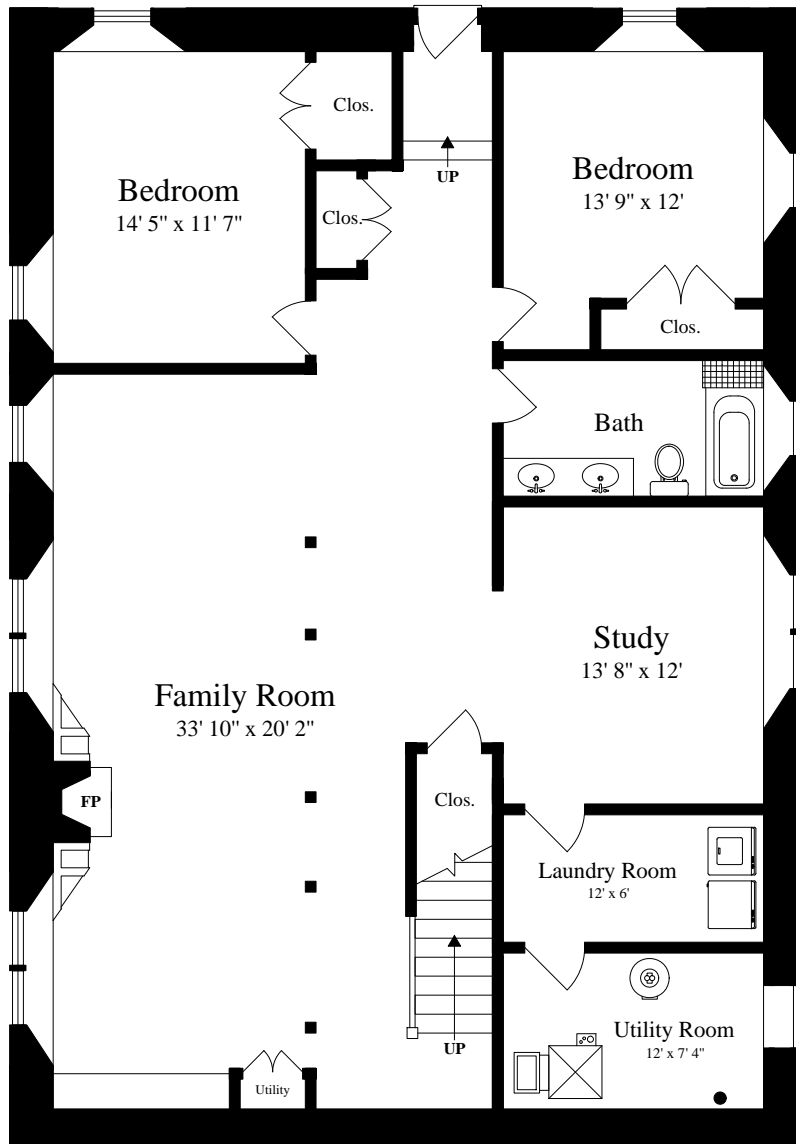 Clos.
Bedroom
14' 5" x 11' 7"
Clos.
UP
Bedroom
13' 9" x 12'
Clos.
Bath
Study
13' 8" x 12'
Family Room
33' 10" x 20' 2"
FP
Clos.
Laundry Room
12' x 6'
UP
Utility Room
12' x 7' 4"
Utility